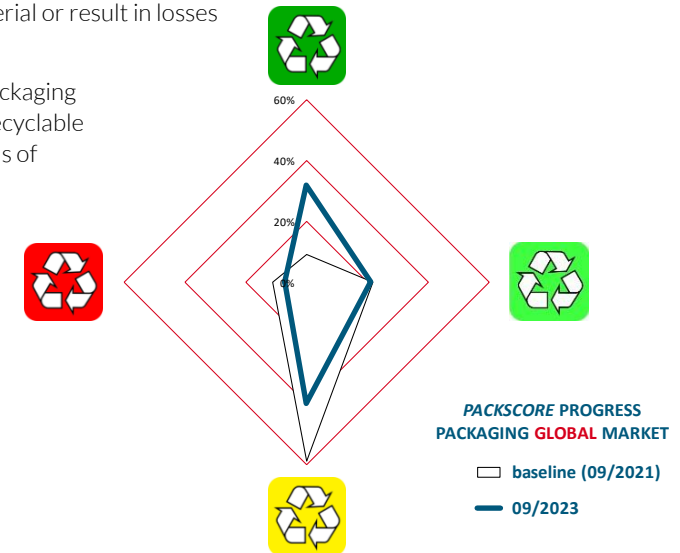 erial or result in losses
ckaging
ecyclable
s of
60%
40%
20%
0%
PACKSCORE PROGRESS
PACKAGING GLOBAL MARKET
baseline (09/2021)
09/2023